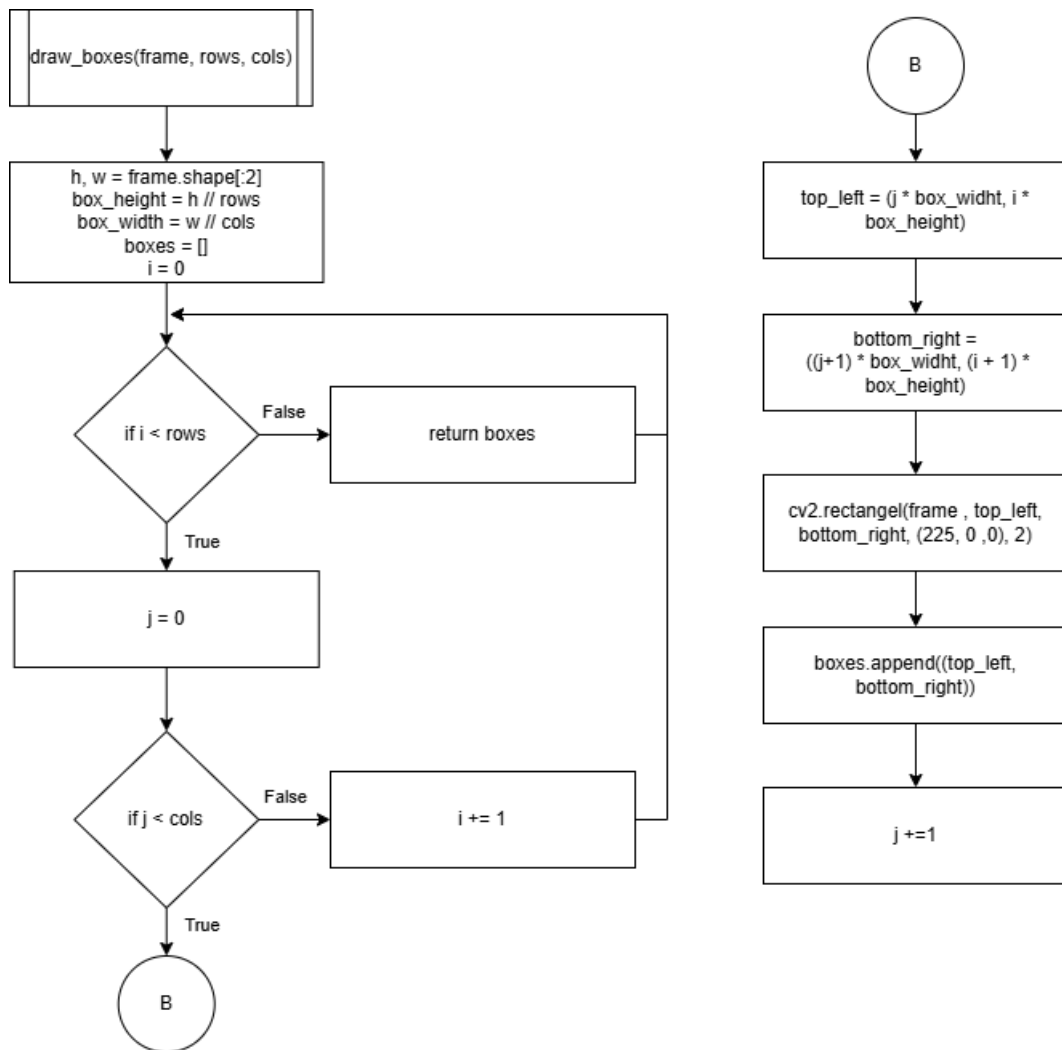 draw_boxes(frame, rows, cols)
h, w = frame.shape[:2]
box_height = h // rows
box_width = w // cols
boxes = []
i = 0
if i < rows
False
return boxes
True
j = 0
if j < cols
False
i += 1
True
B
B
top_left = (j * box_widht, i *
box_height)
bottom_right =
((j+1) * box_widht, (i + 1) *
box_height)
cv2.rectangel(frame , top_left,
bottom_right, (225, 0 ,0), 2)
boxes.append((top_left,
bottom_right))
j +=1